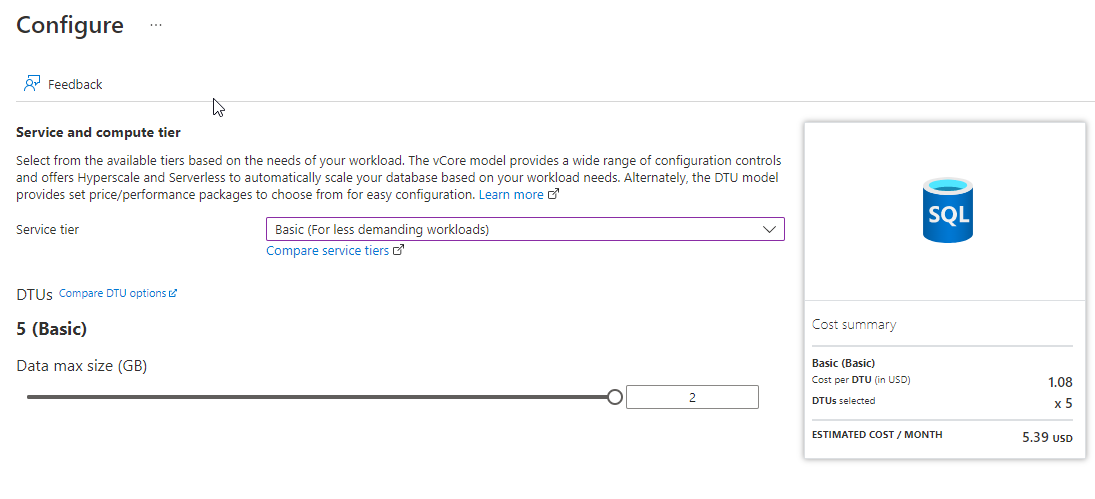 Configure ...
Feedback
Service and compute tier
Select from the available tiers based on the needs of your workload. The vCore model provides a wide range of configuration controls
and offers Hyperscale and Serverless to automatically scale your database based on your workload needs. Alternately, the DTU model
provides set price/performance packages to choose from for easy configuration. Learn more
Service tier
Basic (For less demanding workloads)
Compare service tiers
DTUs Compare DTU options
5 (Basic)
Data max size (GB)
2
SQL
Cost summary
Basic (Basic)
Cost per DTU (in USD) 1.08
DTUs selected x 5
ESTIMATED COST / MONTH 5.39 USD